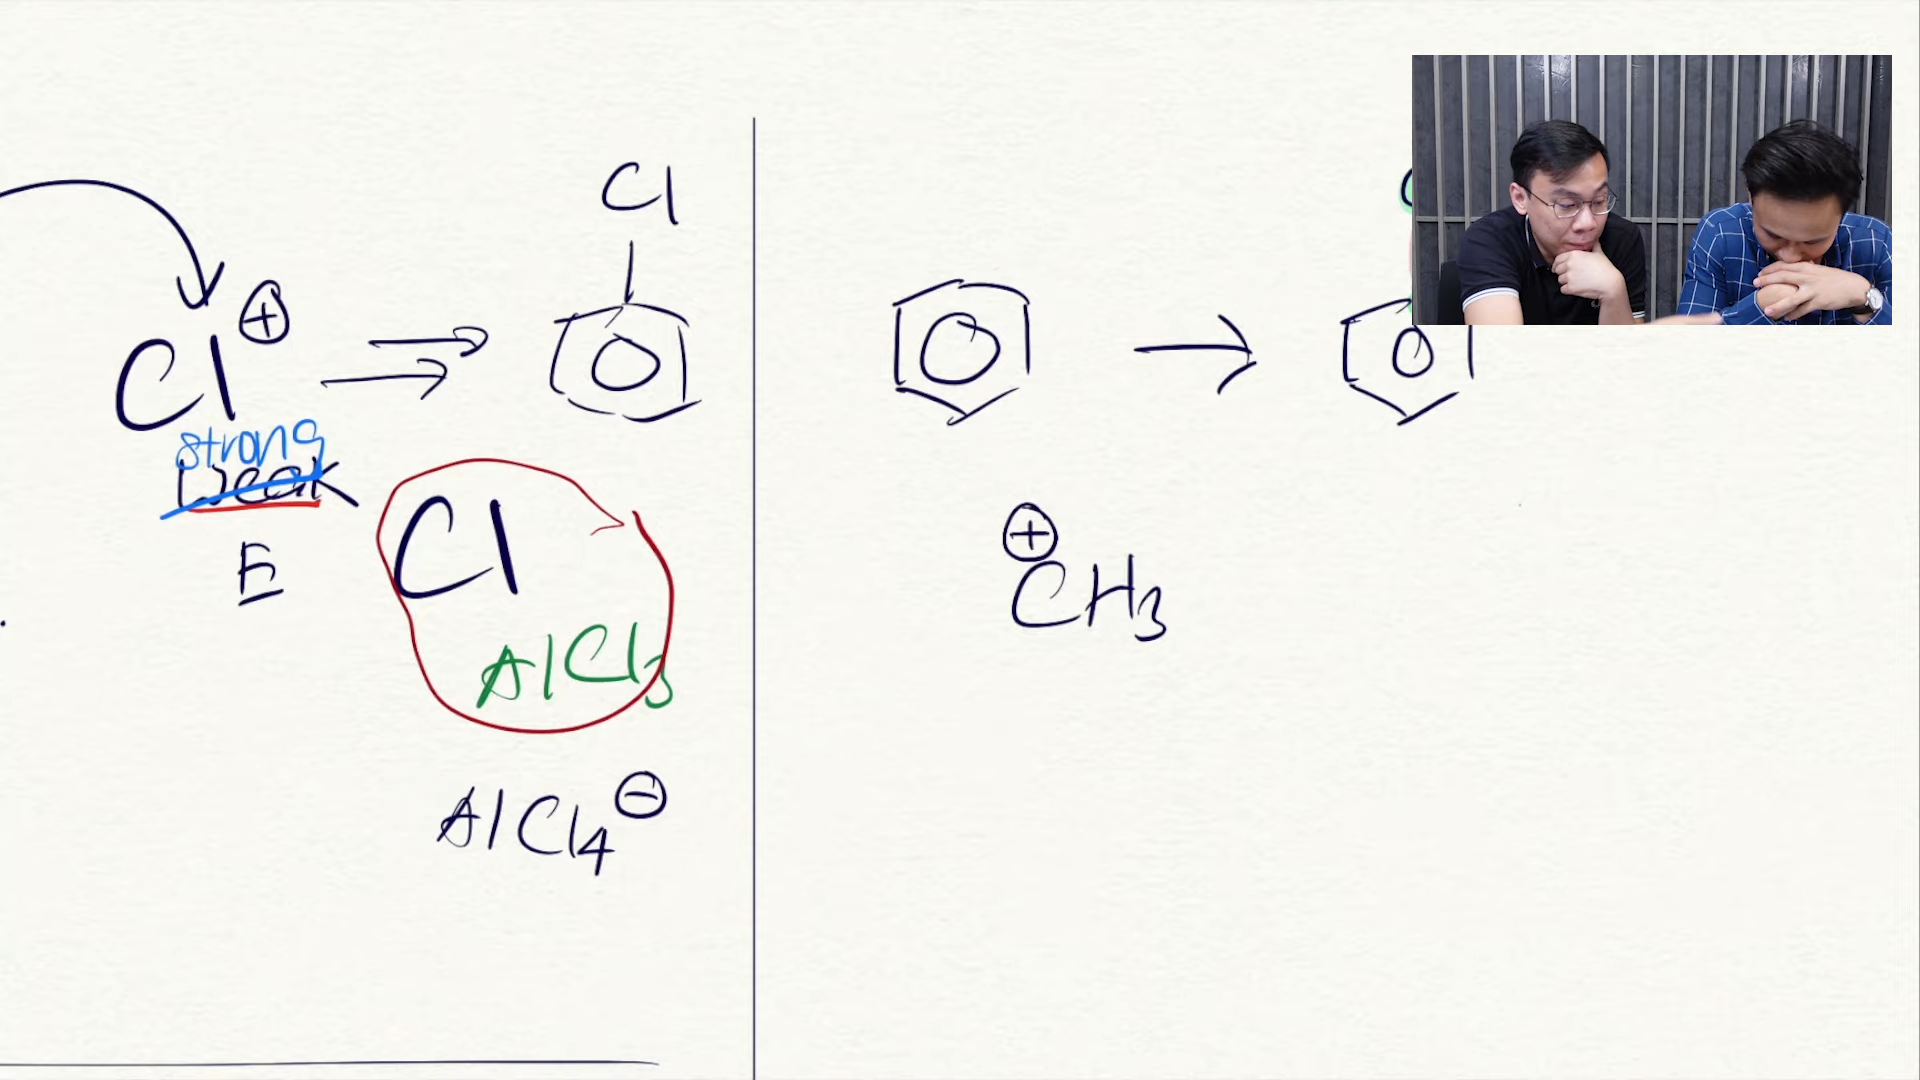 Cl
Cl⊕
strong
weak
E
Cl
AlCl₃
AlCl₄⊖
⊕
CH₃